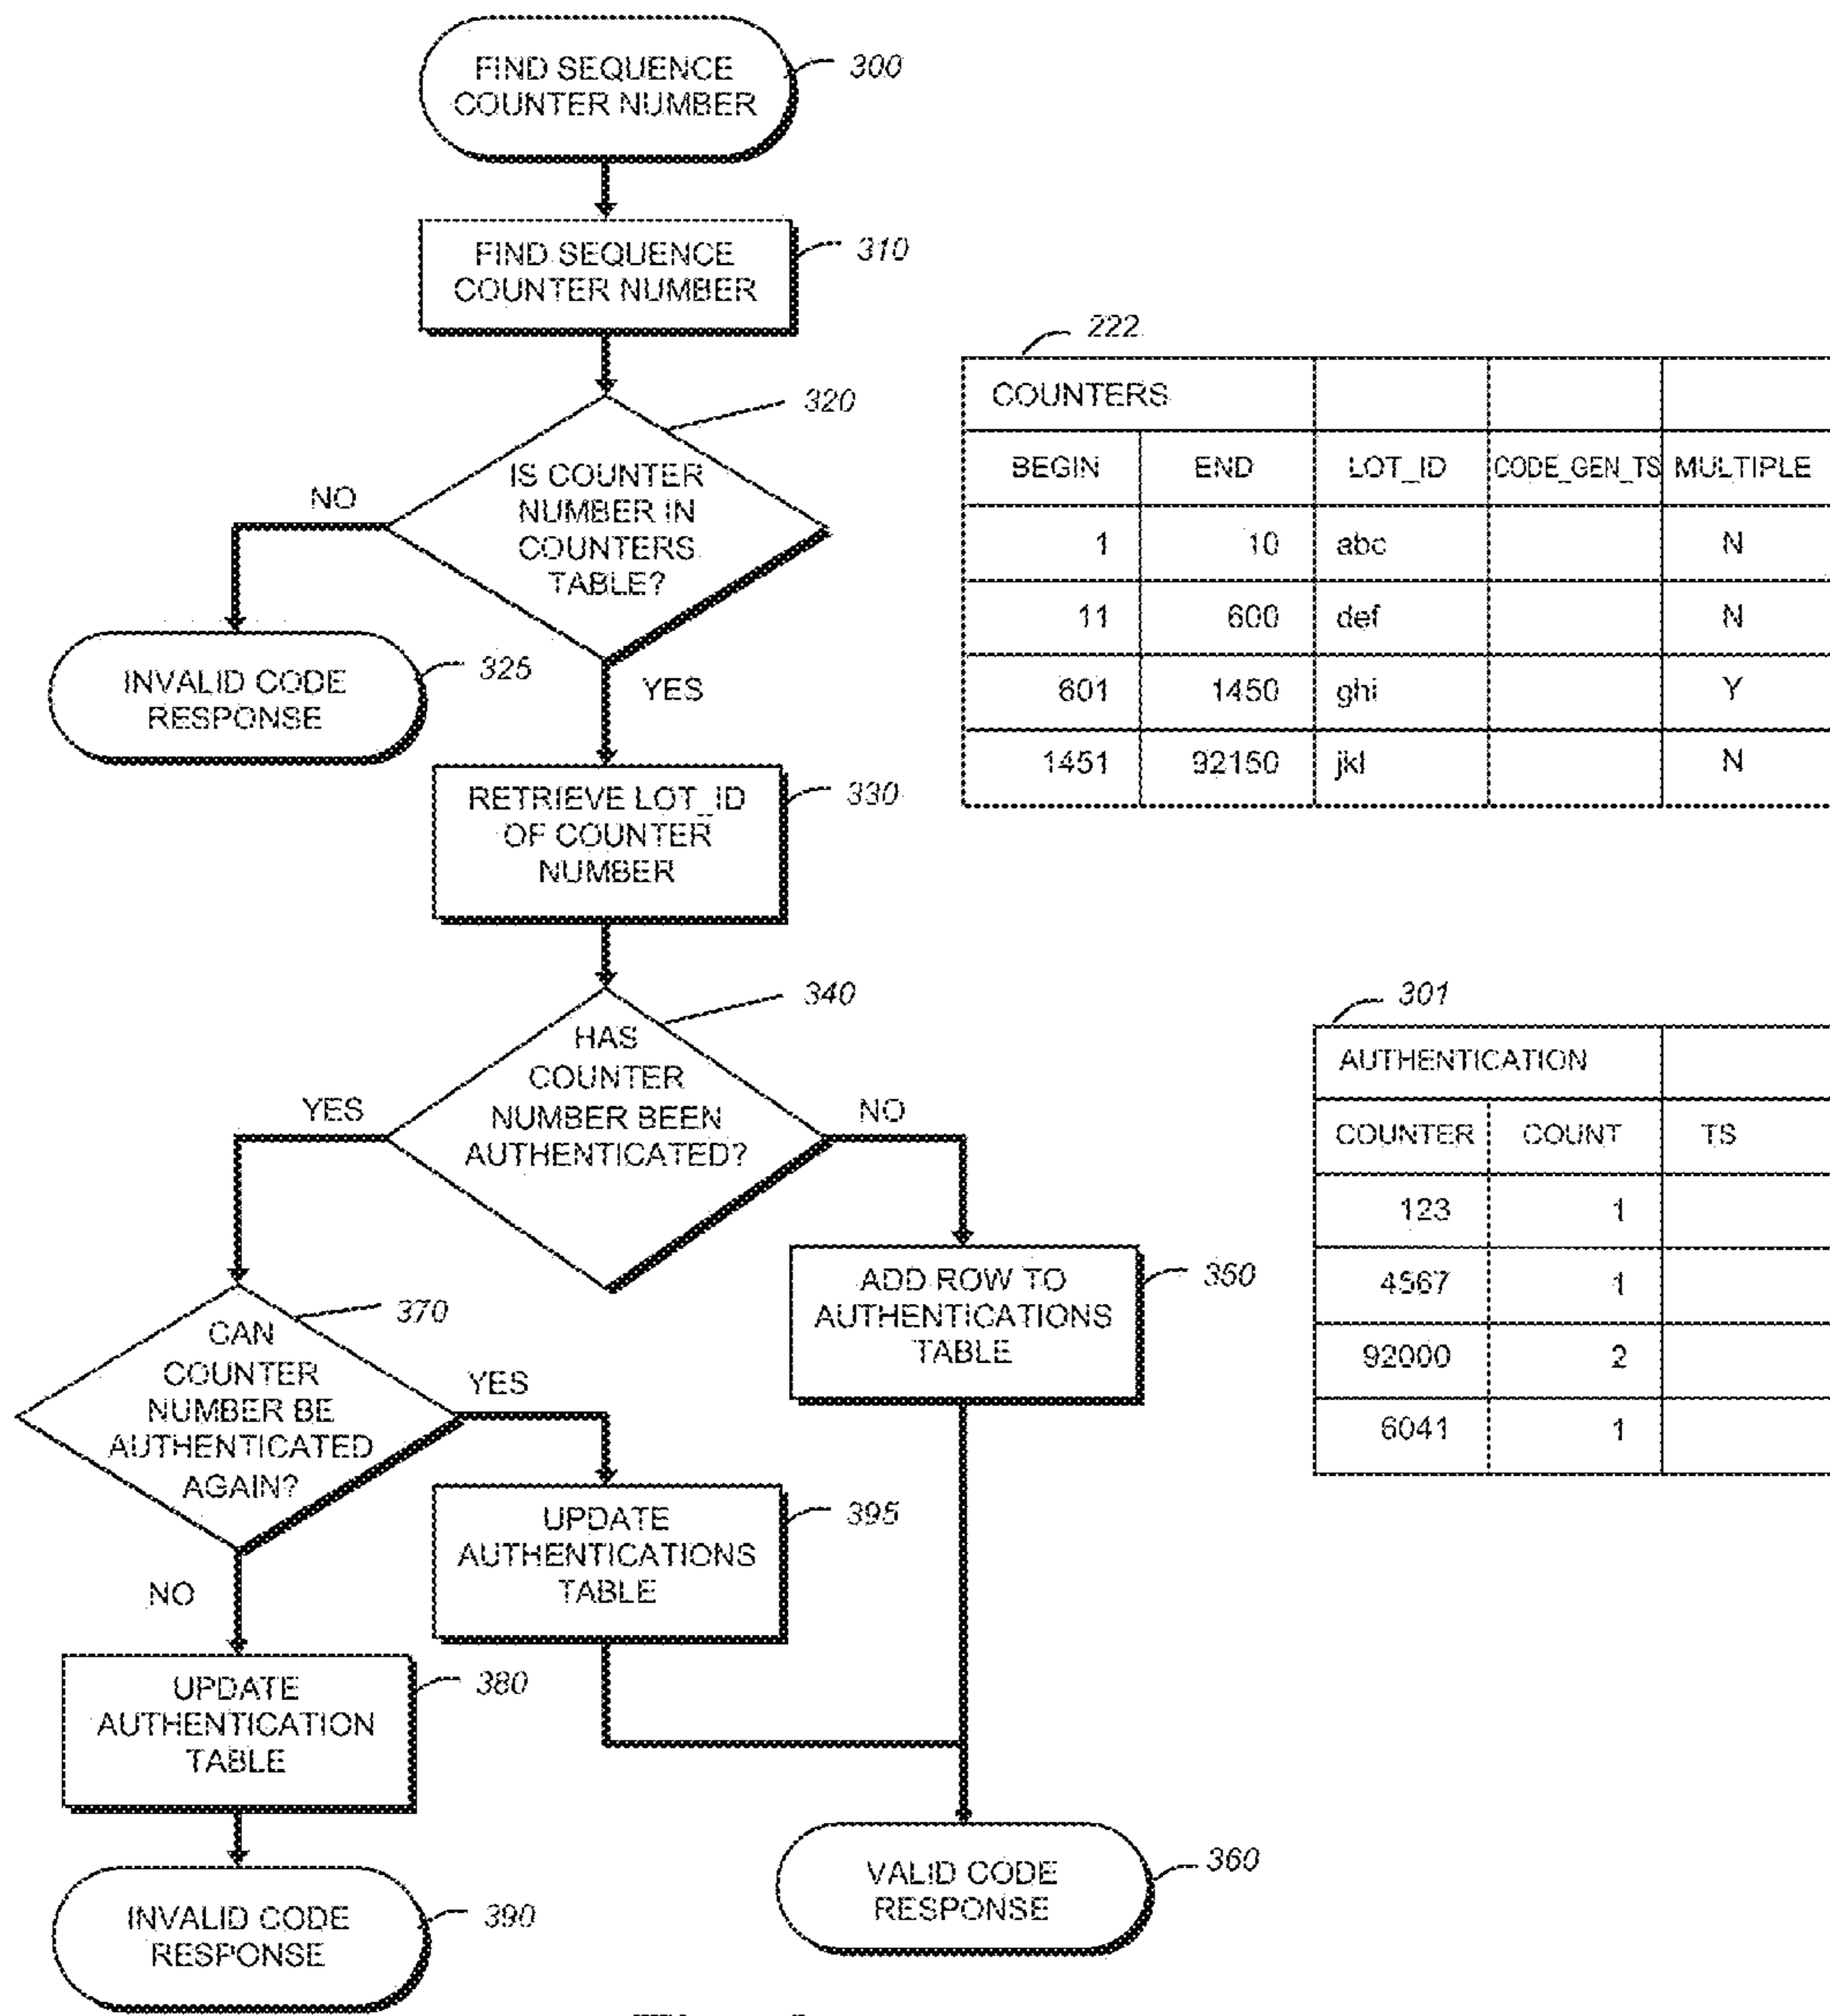 FIND SEQUENCE
COUNTER NUMBER
300
FIND SEQUENCE
COUNTER NUMBER
310
IS COUNTER
NUMBER IN
COUNTERS
TABLE?
320
NO
YES
INVALID CODE
RESPONSE
325
RETRIEVE LOT_ID
OF COUNTER
NUMBER
330
HAS
COUNTER
NUMBER BEEN
AUTHENTICATED?
340
YES
NO
ADD ROW TO
AUTHENTICATIONS
TABLE
350
CAN
COUNTER
NUMBER BE
AUTHENTICATED
AGAIN?
370
YES
NO
UPDATE
AUTHENTICATIONS
TABLE
395
UPDATE
AUTHENTICATION
TABLE
380
INVALID CODE
RESPONSE
390
VALID CODE
RESPONSE
360
222
COUNTERS
BEGIN END LOT_ID CODE_GEN_TS MULTIPLE
1 10 abc N
11 600 def N
601 1450 ghi Y
1451 92150 jkl N
301
AUTHENTICATION
COUNTER COUNT TS
123 1
4567 1
92000 2
6041 1